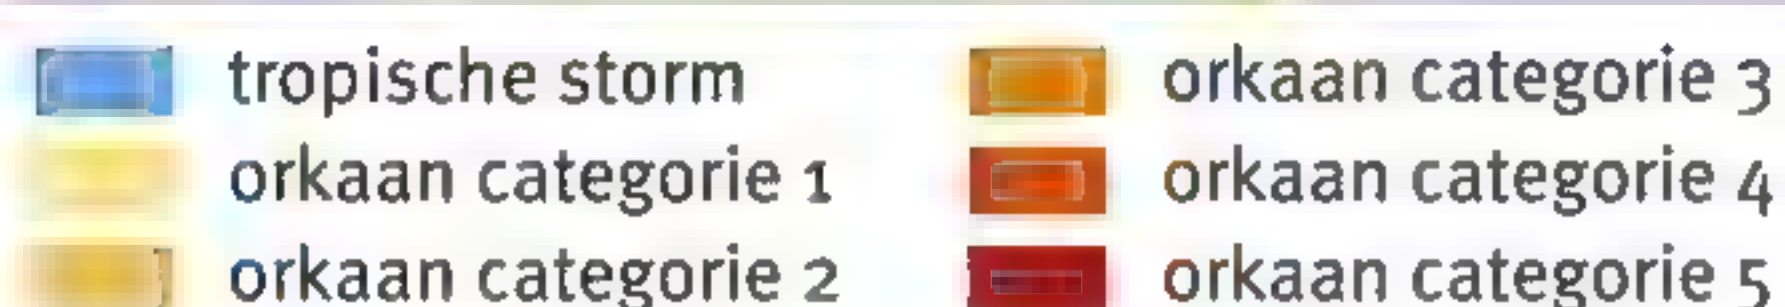 tropische storm
orkaan categorie 1
orkaan categorie 2
orkaan categorie 3
orkaan categorie 4
orkaan categorie 5